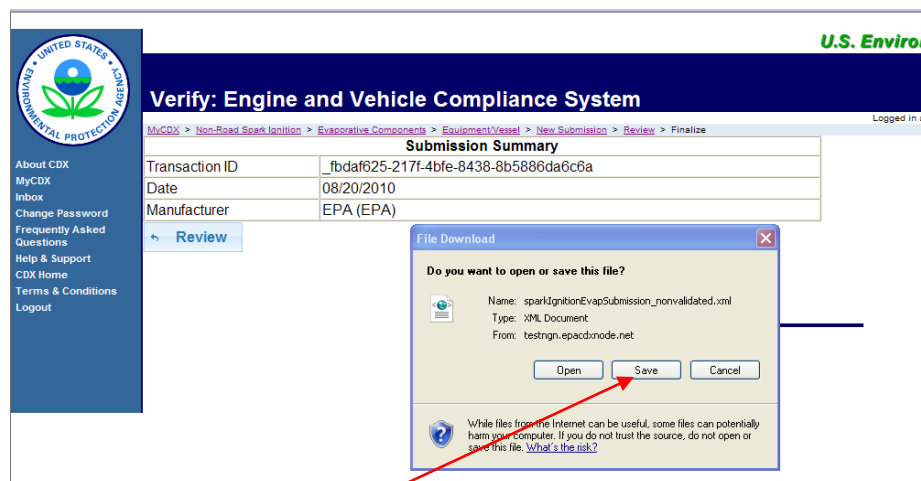 UNITED STATES
ENVIRONMENTAL PROTECTION AGENCY
U.S. Enviro
Verify: Engine and Vehicle Compliance System
Logged in a
MyCDX > Non-Road Spark Ignition > Evaporative Components > Equipment/Vessel > New Submission > Review > Finalize
Submission Summary
Transaction ID _fbdaf625-217f-4bfe-8438-8b5886da6c6a
Date 08/20/2010
Manufacturer EPA (EPA)
Review
About CDX
MyCDX
Inbox
Change Password
Frequently Asked
Questions
Help & Support
CDX Home
Terms & Conditions
Logout
File Download
Do you want to open or save this file?
Name: sparkIgnitionEvapSubmission_nonvalidated.xml
Type: XML Document
From: testngn.epacdxnode.net
Open Save Cancel
While files from the Internet can be useful, some files can potentially
harm your computer. If you do not trust the source, do not open or
save this file. What's the risk?